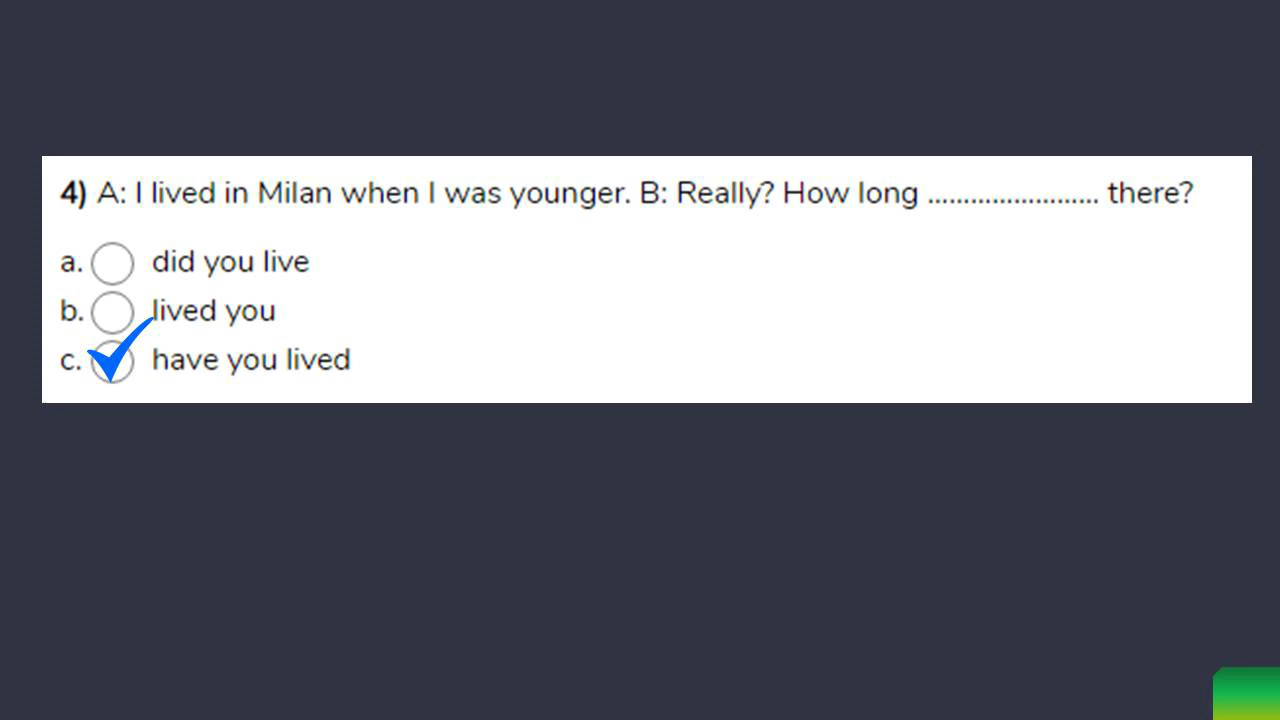 4) A: I lived in Milan when I was younger. B: Really? How long ........................ there?
a. did you live
b. lived you
c. have you lived